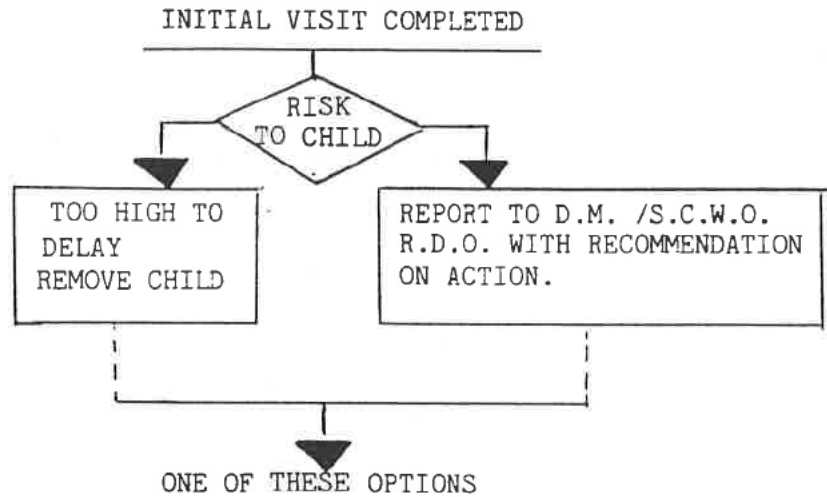 INITIAL VISIT COMPLETED
RISK
TO CHILD
TOO HIGH TO
DELAY
REMOVE CHILD
REPORT TO D.M. /S.C.W.O.
R.D.O. WITH RECOMMENDATION
ON ACTION.
ONE OF THESE OPTIONS